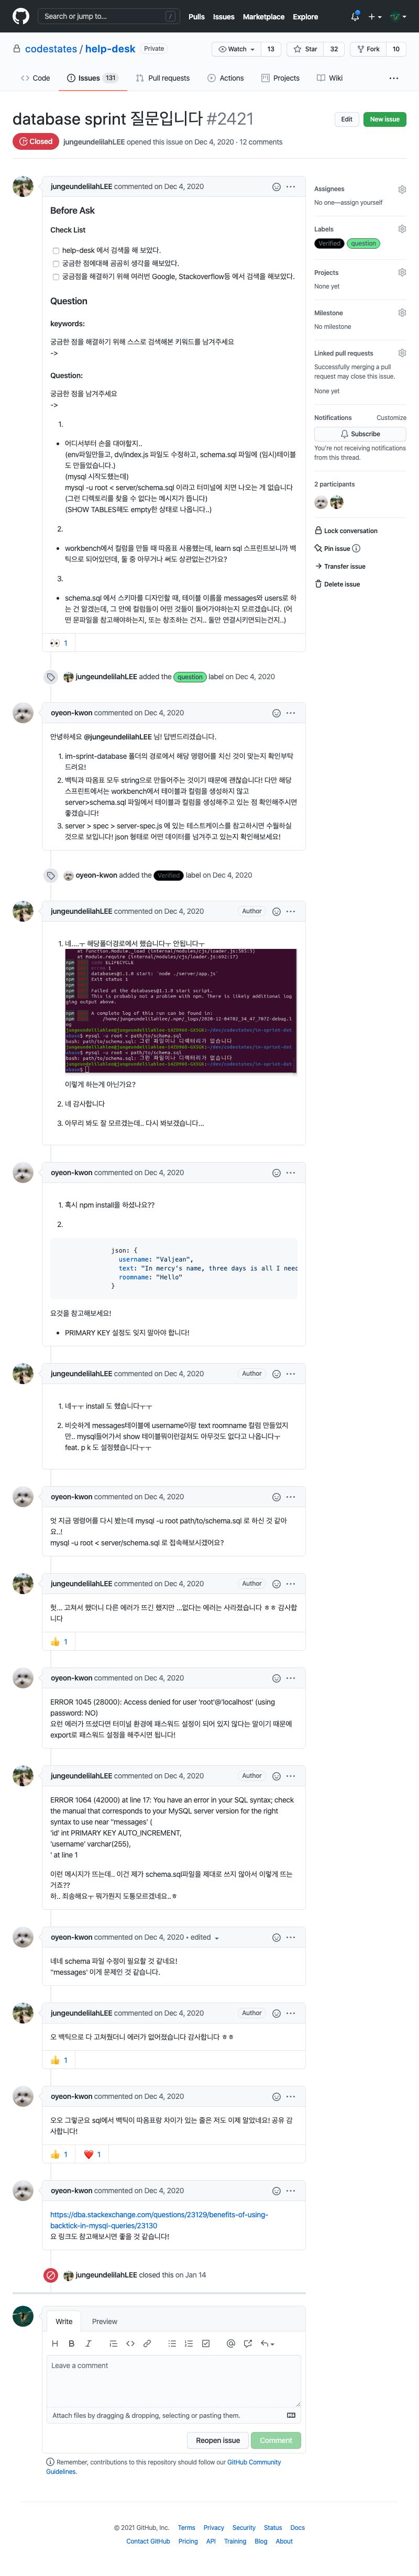 Search or jump to...
/
Pulls Issues Marketplace Explore
codestates / help-desk Private
Watch 13 Star 32 Fork 10
Code Issues 131 Pull requests Actions Projects Wiki
database sprint 질문입니다 #2421
Edit New issue
Closed jungeundelilahLEE opened this issue on Dec 4, 2020 · 12 comments
jungeundelilahLEE commented on Dec 4, 2020
Before Ask
Check List
help-desk 에서 검색을 해 보았다.
궁금한 점에대해 곰곰히 생각을 해보았다.
궁금점을 해결하기 위해 여러번 Google, Stackoverflow등 에서 검색을 해보았다.
Question
keywords:
궁금한 점을 해결하기 위해 스스로 검색해본 키워드를 남겨주세요
->
Question:
궁금한 점을 남겨주세요
->
1.
어디서부터 손을 대야할지..
(env파일만들고, dv/index.js 파일도 수정하고, schema.sql 파일에 (임시)테이블
도 만들었습니다.)
(mysql 시작도했는데)
mysql -u root < server/schema.sql 이라고 터미널에 치면 나오는 게 없습니다
(그런 디렉토리를 찾을 수 없다는 메시지가 뜹니다)
(SHOW TABLES해도 empty한 상태로 나옵니다..)
2.
workbench에서 컬럼을 만들 때 따옴표 사용했는데, learn sql 스프린트보니까 백
틱으로 되어있던데, 둘 중 아무거나 써도 상관없는건가요?
3.
schema.sql 에서 스키마를 디자인할 때, 테이블 이름을 messages와 users로 하
는 건 알겠는데, 그 안에 컬럼들이 어떤 것들이 들어가야하는지 모르겠습니다. (어
떤 문파일을 참고해야하는지, 또는 참조하는 건지.. 둘만 연결시키면되는건지..)
1
jungeundelilahLEE added the question label on Dec 4, 2020
oyeon-kwon commented on Dec 4, 2020
안녕하세요 @jungeundelilahLEE 님! 답변드리겠습니다.
1. im-sprint-database 폴더의 경로에서 해당 명령어를 치신 것이 맞는지 확인부탁
드려요!
2. 백틱과 따옴표 모두 string으로 만들어주는 것이기 때문에 괜찮습니다! 다만 해당
스프린트에서는 workbench에서 테이블과 컬럼을 생성하지 않고
server>schema.sql 파일에서 테이블과 컬럼을 생성해주고 있는 점 확인해주시면
좋겠습니다!
3. server > spec > server-spec.js 에 있는 테스트케이스를 참고하시면 수월하실
것으로 보입니다! json 형태로 어떤 데이터를 넘겨주고 있는지 확인해보세요!
oyeon-kwon added the Verified label on Dec 4, 2020
jungeundelilahLEE commented on Dec 4, 2020 Author
1. 네....ㅜ 해당폴더경로에서 했습니다ㅜ 안됩니다ㅜ
이렇게 하는게 아닌가요?
2. 네 감사합니다
3. 아무리 봐도 잘 모르겠는데.. 다시 봐보겠습니다...
oyeon-kwon commented on Dec 4, 2020
1. 혹시 npm install을 하셨나요??
2.
json: {
username: "Valjean",
text: "In mercy's name, three days is all I need
roomname: "Hello"
}
요것을 참고해보세요!
PRIMARY KEY 설정도 잊지 말아야 합니다!
jungeundelilahLEE commented on Dec 4, 2020 Author
1. 네ㅜㅜ install 도 했습니다ㅜㅜ
2. 비슷하게 messages테이블에 username이랑 text roomname 컬럼 만들었지
만.. mysql들어가서 show 테이블뭐이런걸쳐도 아무것도 없다고 나옵니다ㅜ
feat. p k 도 설정했습니다ㅜㅜ
oyeon-kwon commented on Dec 4, 2020
엇 지금 명령어를 다시 봤는데 mysql -u root path/to/schema.sql 로 하신 것 같아
요..!
mysql -u root < server/schema.sql 로 접속해보시겠어요?
jungeundelilahLEE commented on Dec 4, 2020 Author
헛... 고쳐서 했더니 다른 에러가 뜨긴 했지만 ...없다는 에러는 사라졌습니다 ㅎㅎ 감사합
니다
1
oyeon-kwon commented on Dec 4, 2020
ERROR 1045 (28000): Access denied for user 'root'@'localhost' (using
password: NO)
요런 에러가 뜨셨다면 터미널 환경에 패스워드 설정이 되어 있지 않다는 말이기 때문에
export로 패스워드 설정을 해주시면 됩니다!
jungeundelilahLEE commented on Dec 4, 2020 Author
ERROR 1064 (42000) at line 17: You have an error in your SQL syntax; check
the manual that corresponds to your MySQL server version for the right
syntax to use near ''messages' (
'id' int PRIMARY KEY AUTO_INCREMENT,
'username' varchar(255),
' at line 1
이런 메시지가 뜨는데.. 이건 제가 schema.sql파일을 제대로 쓰지 않아서 이렇게 뜨는
거죠??
하.. 죄송해요ㅜ 뭐가뭔지 도통모르겠네요..ㅎ
oyeon-kwon commented on Dec 4, 2020 • edited
네네 schema 파일 수정이 필요할 것 같네요!
''messages' 이게 문제인 것 같습니다.
jungeundelilahLEE commented on Dec 4, 2020 Author
오 백틱으로 다 고쳐줬더니 에러가 없어졌습니다 감사합니다 ㅎㅎ
1
oyeon-kwon commented on Dec 4, 2020
오오 그렇군요 sql에서 백틱이 따옴표랑 차이가 있는 줄은 저도 이제 알았네요! 공유 감
사합니다!
1 1
oyeon-kwon commented on Dec 4, 2020
https://dba.stackexchange.com/questions/23129/benefits-of-using-
backtick-in-mysql-queries/23130
요 링크도 참고해보시면 좋을 것 같습니다!
jungeundelilahLEE closed this on Jan 14
Write Preview
Leave a comment
Attach files by dragging & dropping, selecting or pasting them.
Reopen issue Comment
Remember, contributions to this repository should follow our GitHub Community
Guidelines.
Assignees
No one—assign yourself
Labels
Verified question
Projects
None yet
Milestone
No milestone
Linked pull requests
Successfully merging a pull
request may close this issue.
None yet
Notifications Customize
Subscribe
You're not receiving notifications
from this thread.
2 participants
Lock conversation
Pin issue
Transfer issue
Delete issue
© 2021 GitHub, Inc. Terms Privacy Security Status Docs
Contact GitHub Pricing API Training Blog About